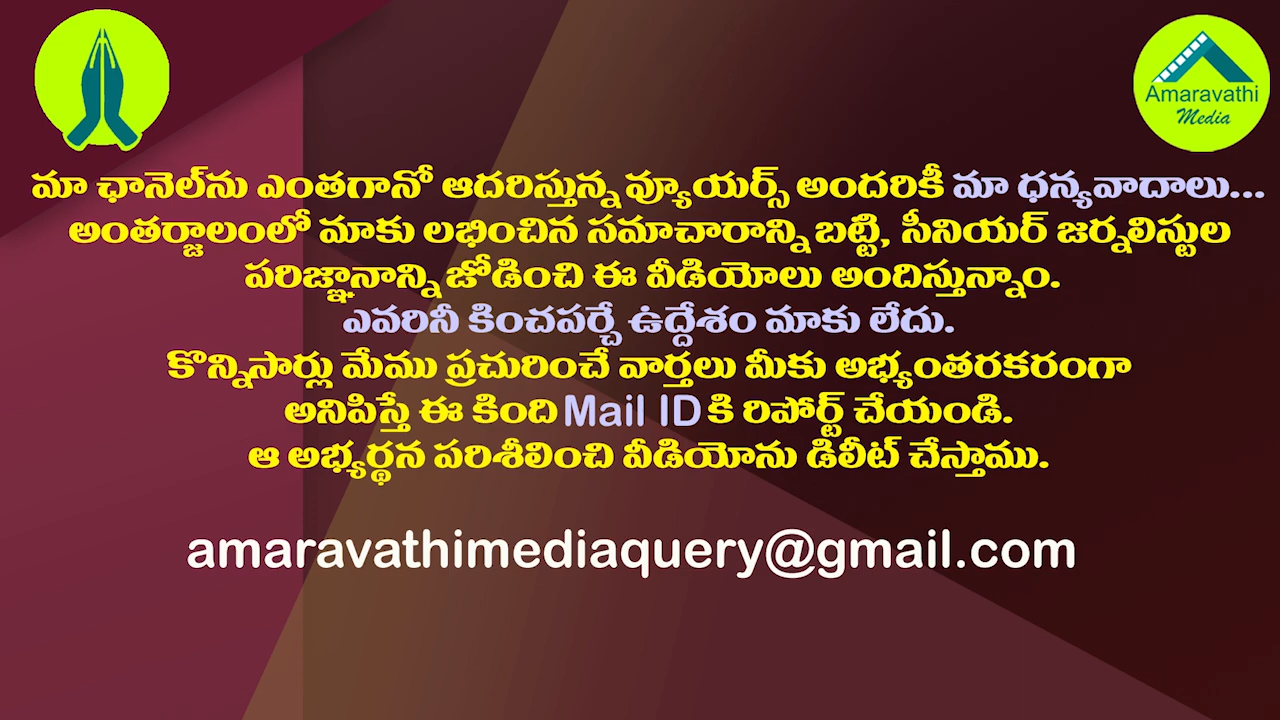 Amaravathi
Media
మా ఛానెల్‌ను ఎంతగానో ఆదరిస్తున్న వ్యూయర్స్ అందరికీ మా ధన్యవాదాలు...
అంతర్జాలంలో మాకు లభించిన సమాచారాన్ని బట్టి, సీనియర్ జర్నలిస్టుల
పరిజ్ఞానాన్ని జోడించి ఈ వీడియోలు అందిస్తున్నాం.
ఎవరినీ కించపర్చే ఉద్దేశం మాకు లేదు.
కొన్నిసార్లు మేము ప్రచురించే వార్తలు మీకు అభ్యంతరకరంగా
అనిపిస్తే ఈ కింది Mail ID కి రిపోర్ట్ చేయండి.
ఆ అభ్యర్థన పరిశీలించి వీడియోను డిలీట్ చేస్తాము.
amaravathimediaquery@gmail.com